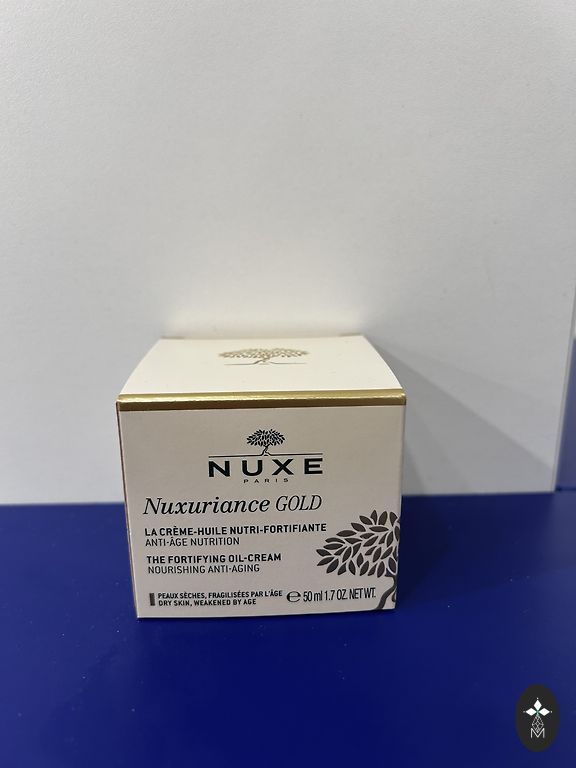 NUXE
PARIS
Nuxuriance GOLD
LA CRÈME-HUILE NUTRI-FORTIFIANTE
ANTI-ÂGE NUTRITION
THE FORTIFYING OIL-CREAM
NOURISHING ANTI-AGING
PEAUX SÈCHES, FRAGILISÉES PAR L'ÂGE
DRY SKIN, WEAKENED BY AGE
℮ 50 ml 1.7 OZ. NET WT.